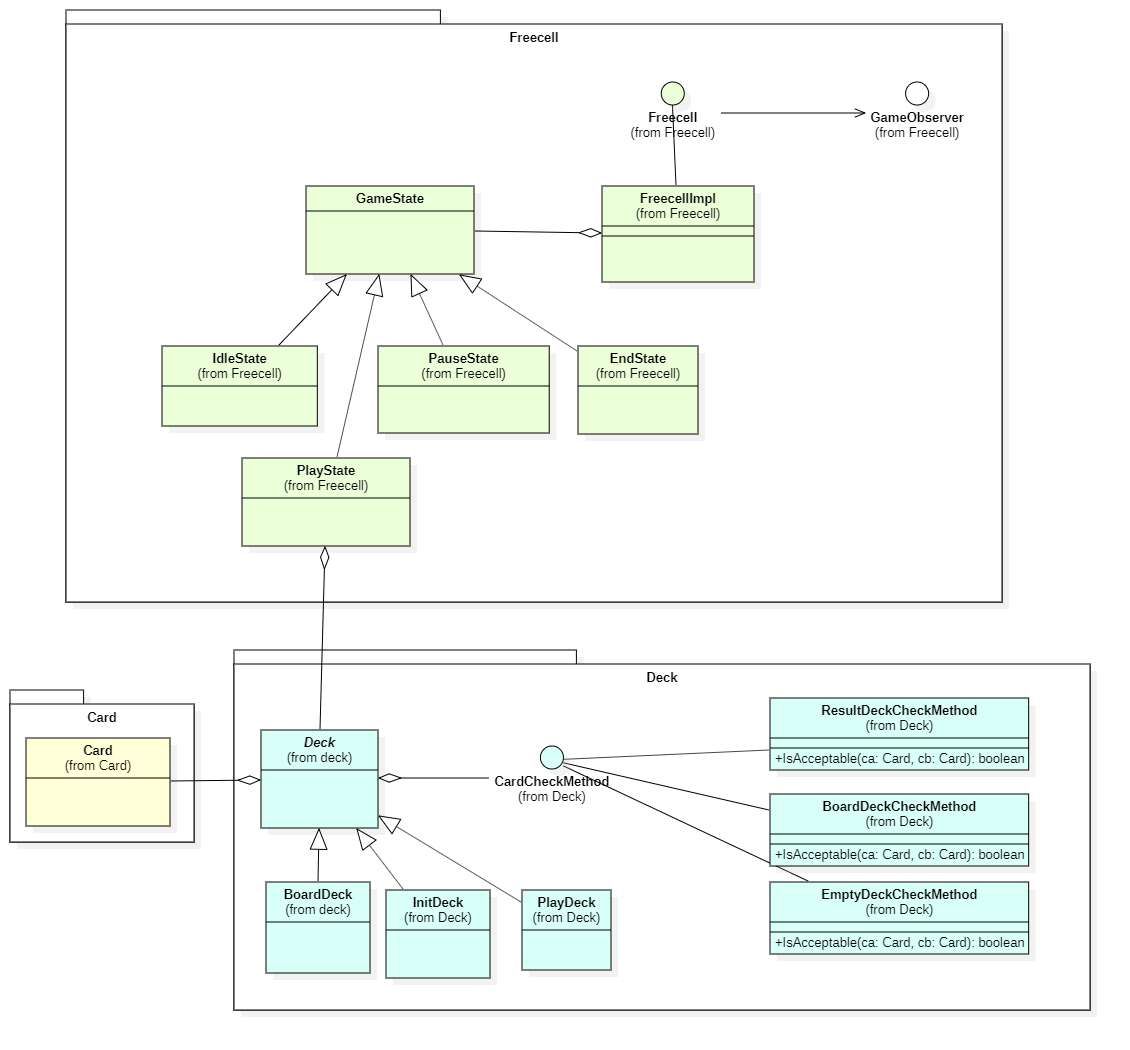 Freecell
Freecell
(from Freecell)
GameObserver
(from Freecell)
GameState
FreecellImpl
(from Freecell)
IdleState
(from Freecell)
PauseState
(from Freecell)
EndState
(from Freecell)
PlayState
(from Freecell)
Deck
Card
Card
(from Card)
Deck
(from deck)
CardCheckMethod
(from Deck)
ResultDeckCheckMethod
(from Deck)
+IsAcceptable(ca: Card, cb: Card): boolean
BoardDeckCheckMethod
(from Deck)
+IsAcceptable(ca: Card, cb: Card): boolean
EmptyDeckCheckMethod
(from Deck)
+IsAcceptable(ca: Card, cb: Card): boolean
BoardDeck
(from deck)
InitDeck
(from Deck)
PlayDeck
(from Deck)